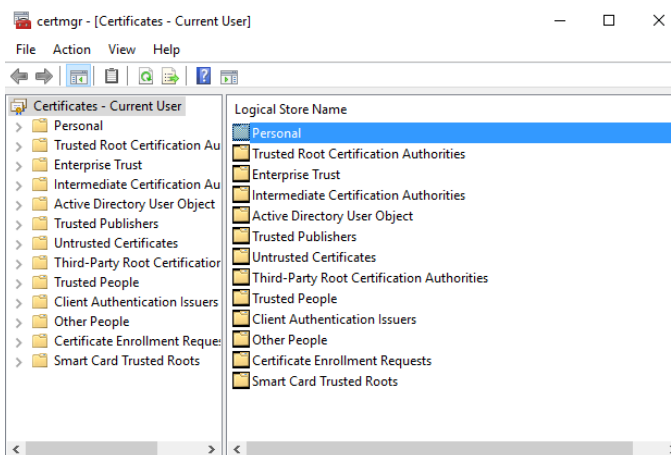 certmgr - [Certificates - Current User]
File Action View Help
Certificates - Current User
Personal
Trusted Root Certification Au
Enterprise Trust
Intermediate Certification Au
Active Directory User Object
Trusted Publishers
Untrusted Certificates
Third-Party Root Certification
Trusted People
Client Authentication Issuers
Other People
Certificate Enrollment Reques
Smart Card Trusted Roots
Logical Store Name
Personal
Trusted Root Certification Authorities
Enterprise Trust
Intermediate Certification Authorities
Active Directory User Object
Trusted Publishers
Untrusted Certificates
Third-Party Root Certification Authorities
Trusted People
Client Authentication Issuers
Other People
Certificate Enrollment Requests
Smart Card Trusted Roots